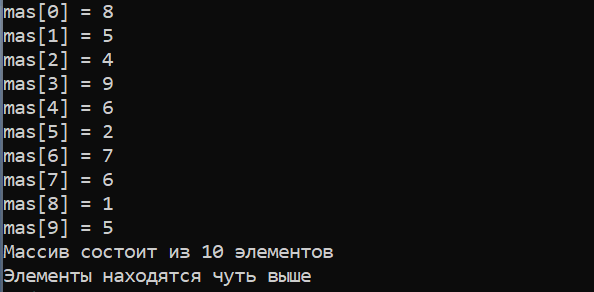 mas[0] = 8
mas[1] = 5
mas[2] = 4
mas[3] = 9
mas[4] = 6
mas[5] = 2
mas[6] = 7
mas[7] = 6
mas[8] = 1
mas[9] = 5
Массив состоит из 10 элементов
Элементы находятся чуть выше